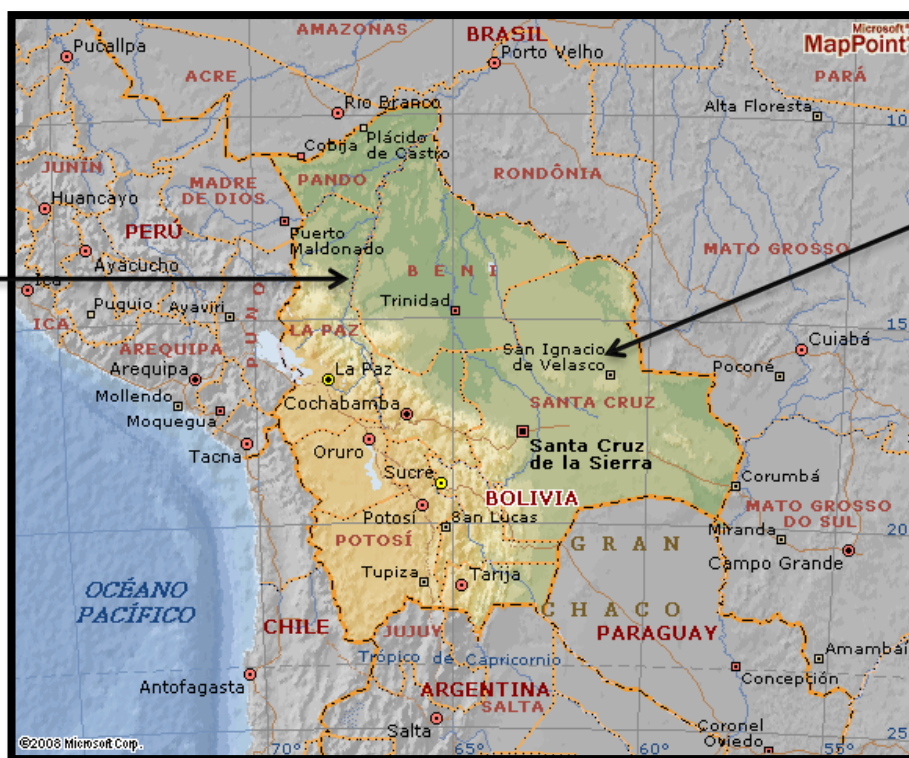 Microsoft®
MapPoint®
AMAZONAS
BRASIL
Pucallpa
Porto Velho
ACRE
PARÁ
Rio Branco
Alta Floresta
10
Plácido
de Castro
Cobija
JUNÍN
PANDO
RONDÔNIA
MADRE
DE DIOS
Huancayo
PERÚ
Puerto
Maldonado
MATO GROSSO
Ayacucho
BENI
Ica
Puquio
Ayaviri
PUNO
Trinidad
ICA
LA PAZ
15
AREQUIPA
Cuiabá
San Ignacio
de Velasco
Arequipa
La Paz
Poconé
Mollendo
Cochabamba
SANTA CRUZ
Moquegua
Tacna
Oruro
Santa Cruz
de la Sierra
Sucre
Corumbá
BOLIVIA
MATO GROSSO
DO SUL
Potosí
San Lucas
20
Miranda
POTOSÍ
GRAN
Campo Grande
Tupiza
Tarija
OCÉANO
PACÍFICO
CHACO
CHILE
JUJUY
PARAGUAY
Amambaí
Trópico de Capricornio
Concepción
Antofagasta
ARGENTINA
SALTA
Salta
Coronel
Oviedo
25
©2008 Microsoft Corp.
70°
65°
60°
55°